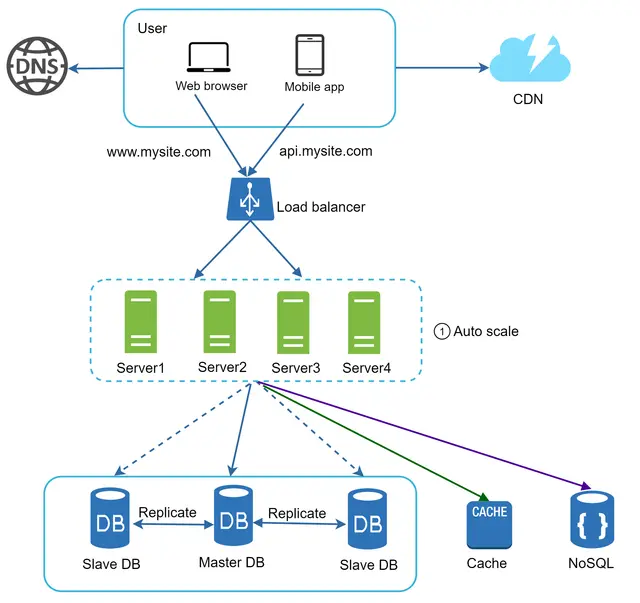 User
DNS
Web browser
Mobile app
CDN
www.mysite.com
api.mysite.com
Load balancer
Server1
Server2
Server3
Server4
1 Auto scale
DB
Replicate
DB
Replicate
DB
CACHE
{ }
Slave DB
Master DB
Slave DB
Cache
NoSQL